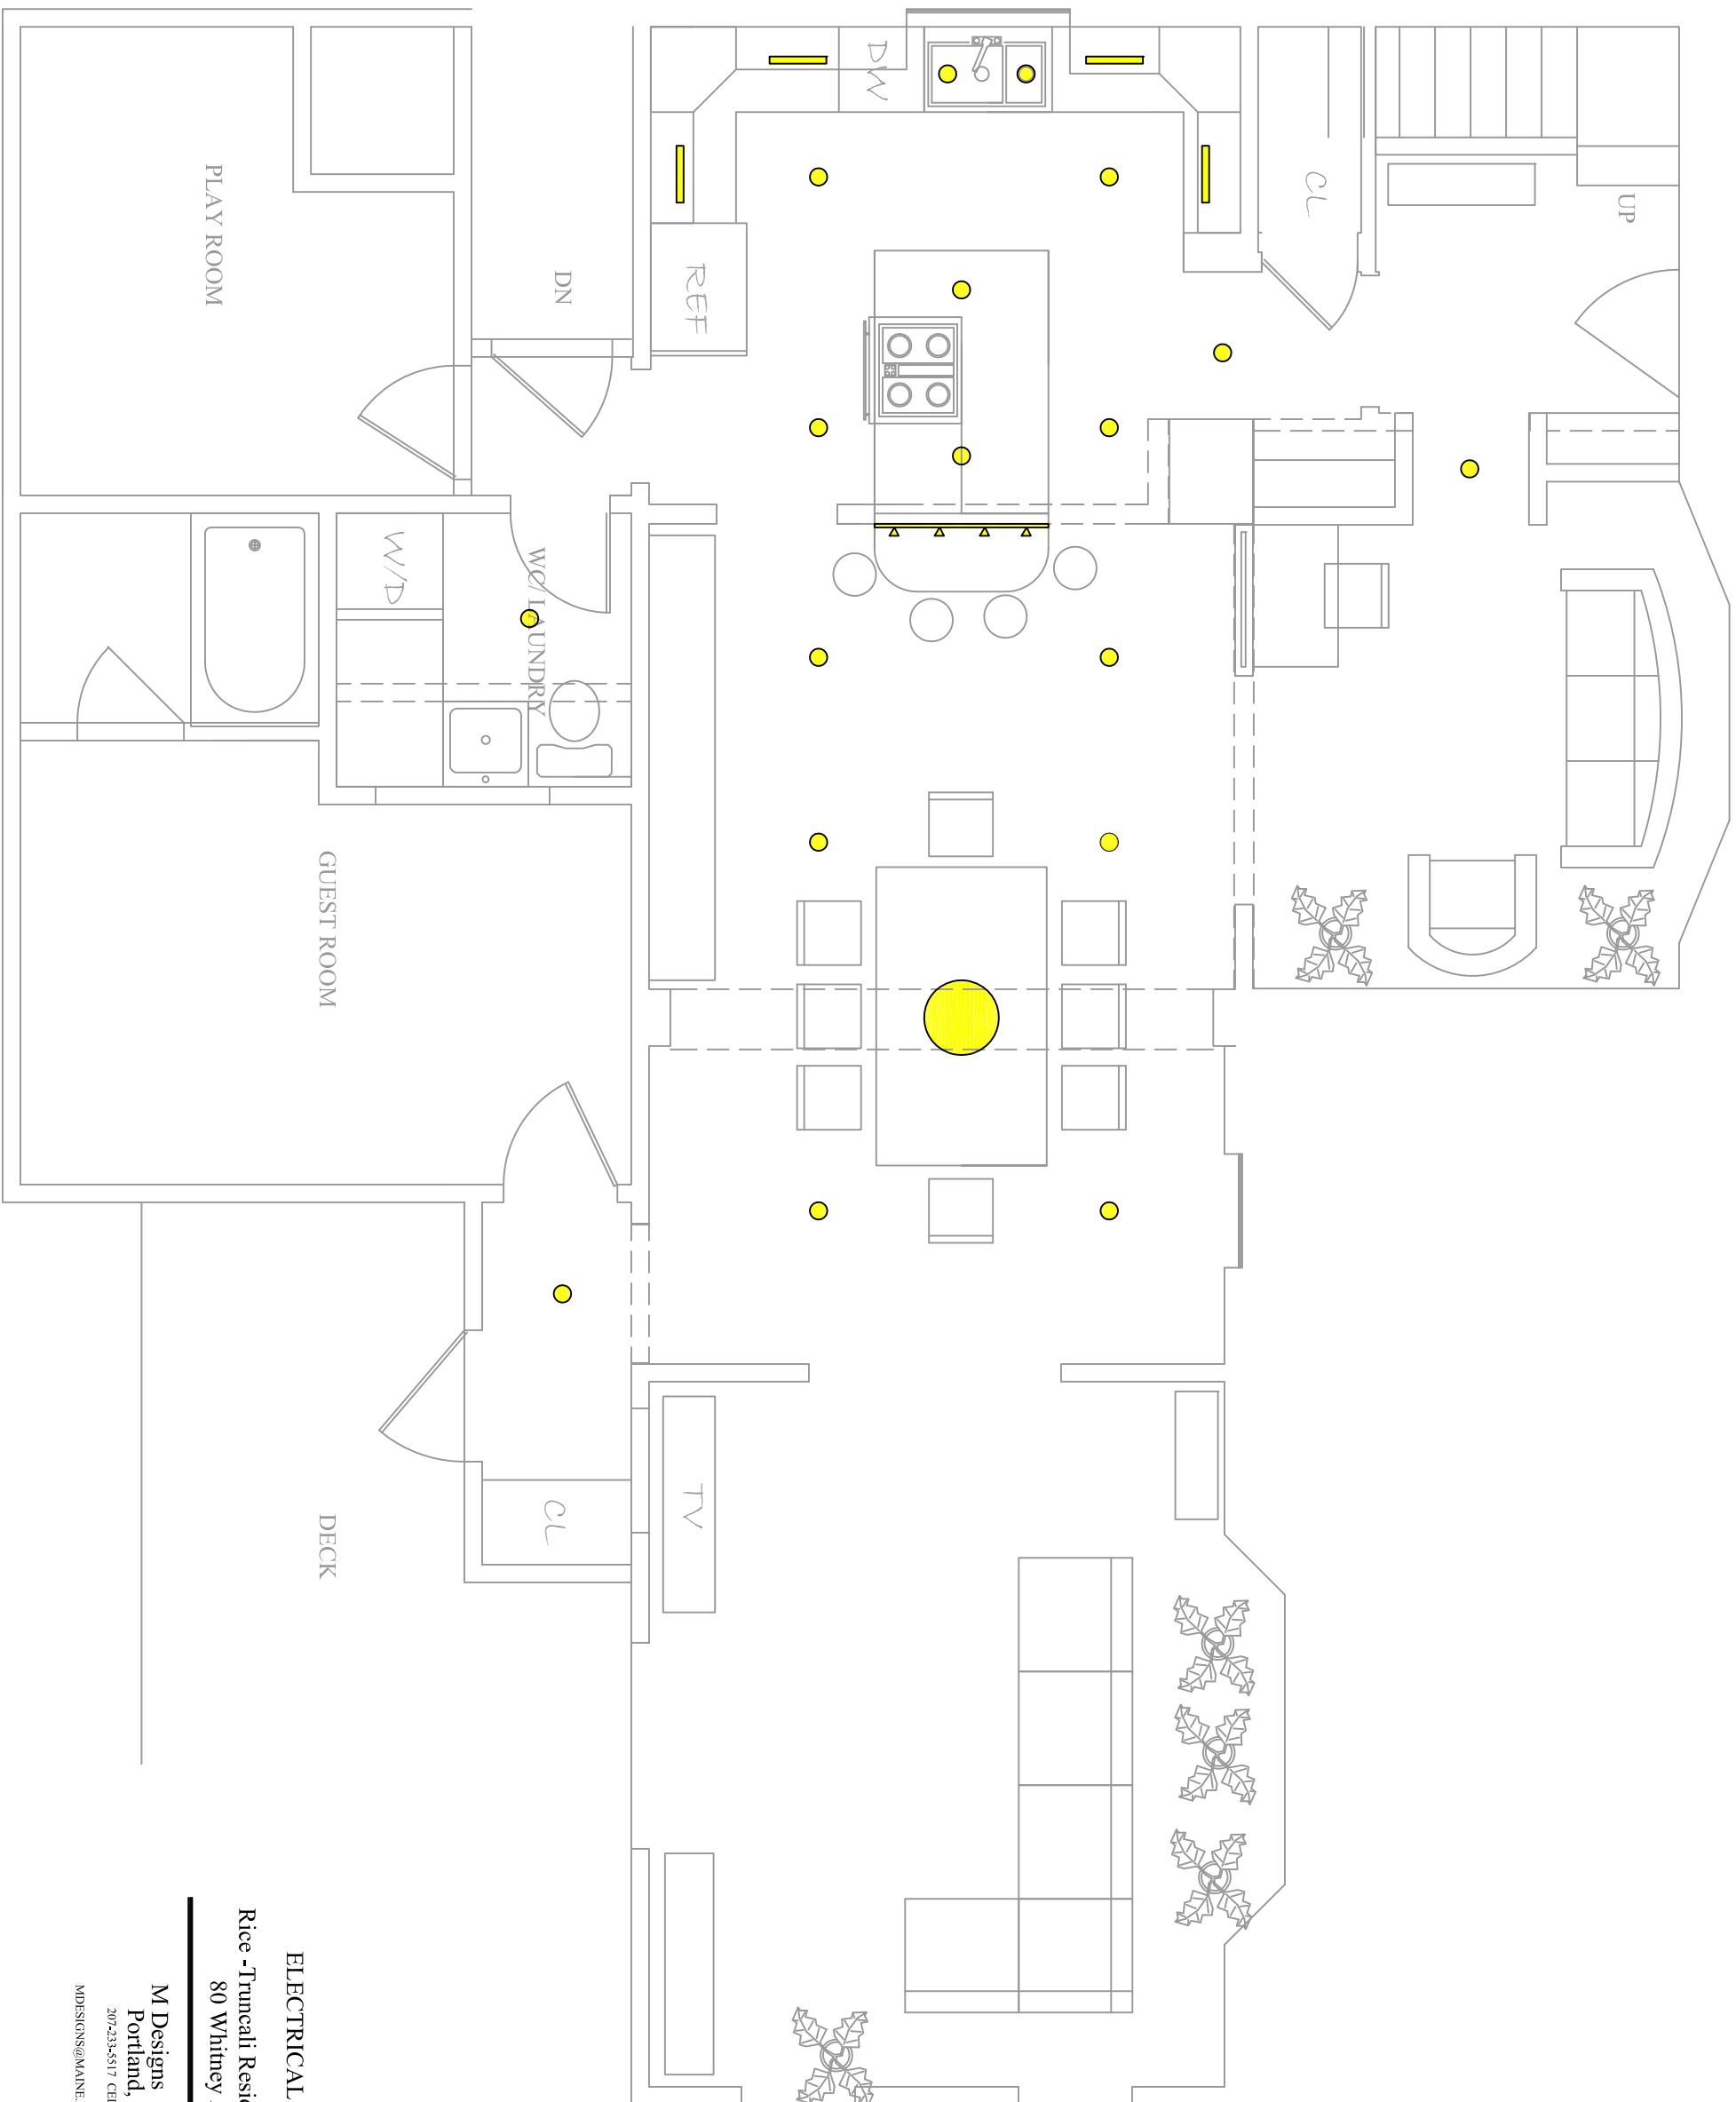 DW
CL
UP
PLAY ROOM
DN
REF
W/D
WC/ LAUNDRY
GUEST ROOM
TV
CL
DECK
ELECTRICAL
Rice -Truncali Resi
80 Whitney
M Designs
Portland,
207-233-5517 CE
MDESIGNS@MAINE.